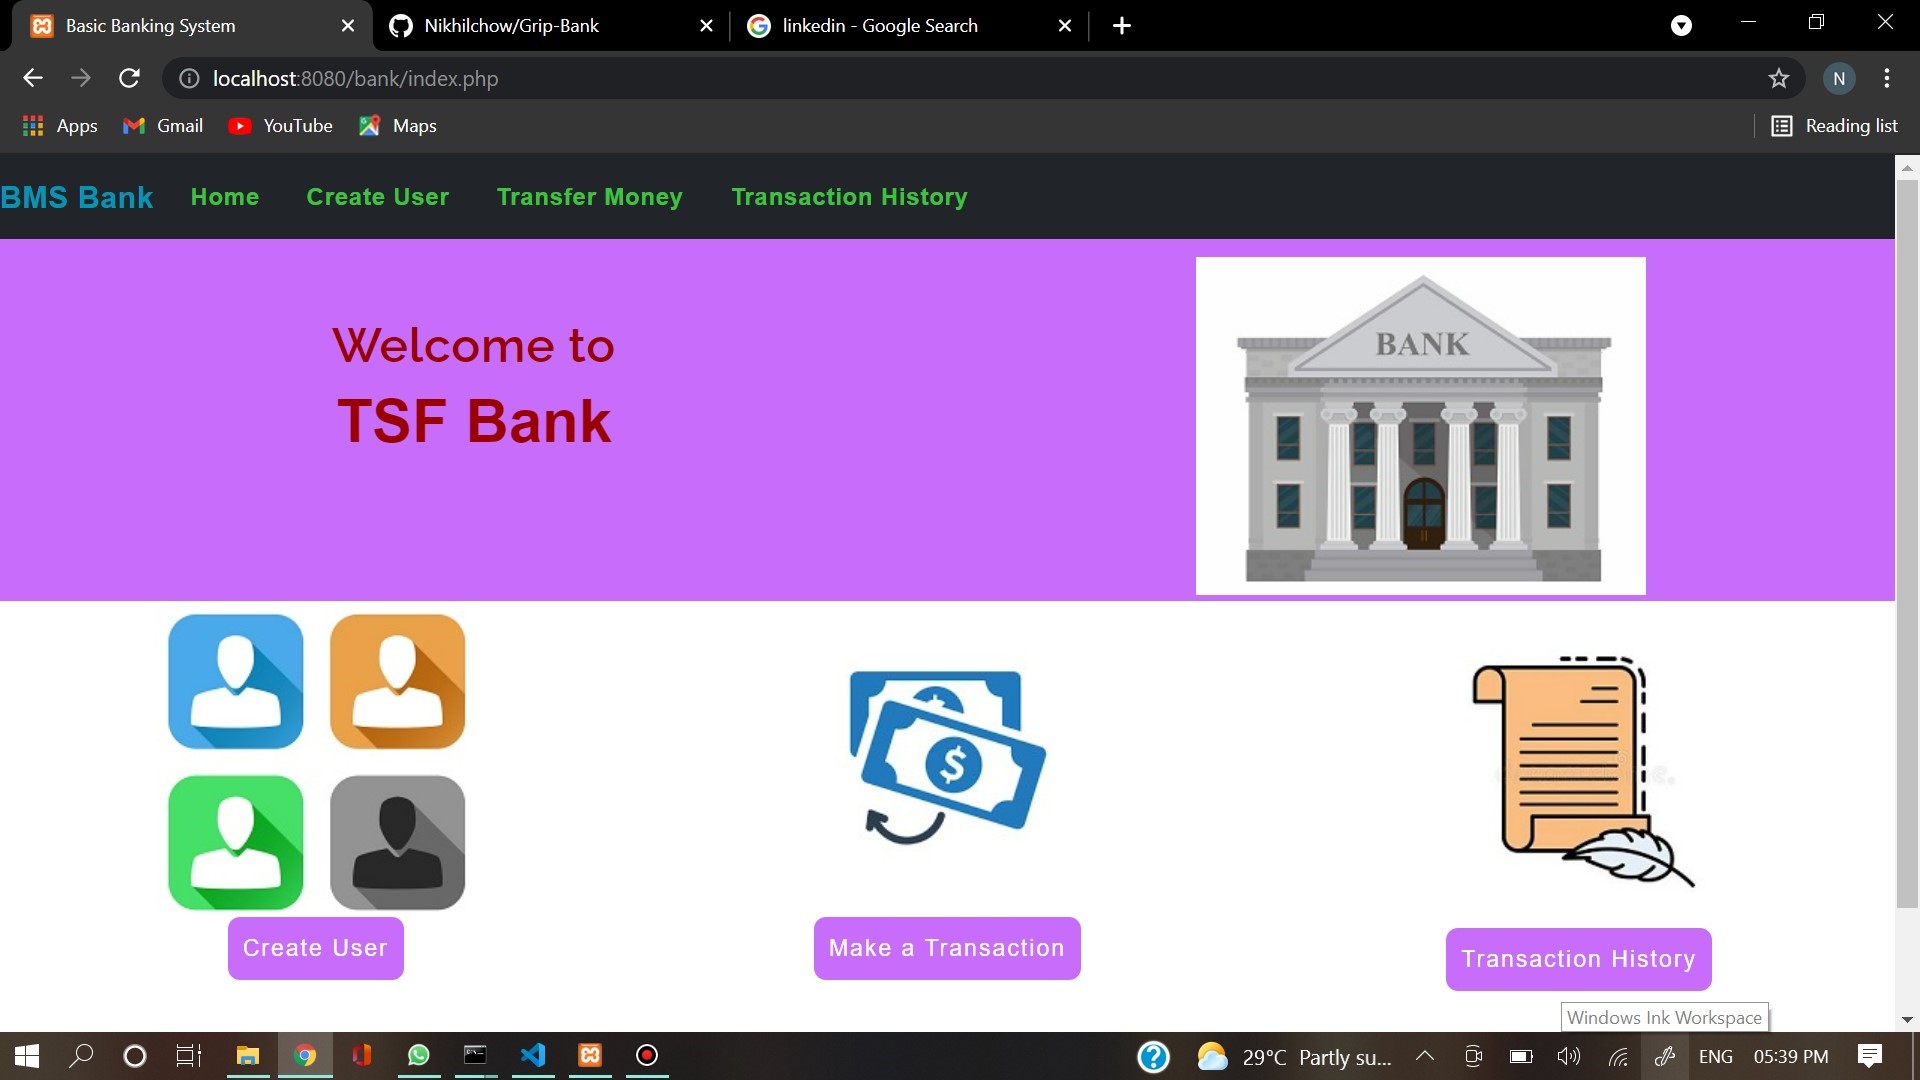 Basic Banking System
Nikhilchow/Grip-Bank
linkedin - Google Search
localhost:8080/bank/index.php
N
Apps
Gmail
YouTube
Maps
Reading list
BMS Bank
Home
Create User
Transfer Money
Transaction History
Welcome to
TSF Bank
BANK
$
$
Create User
Make a Transaction
Transaction History
Windows Ink Workspace
29°C Partly su...
ENG
05:39 PM